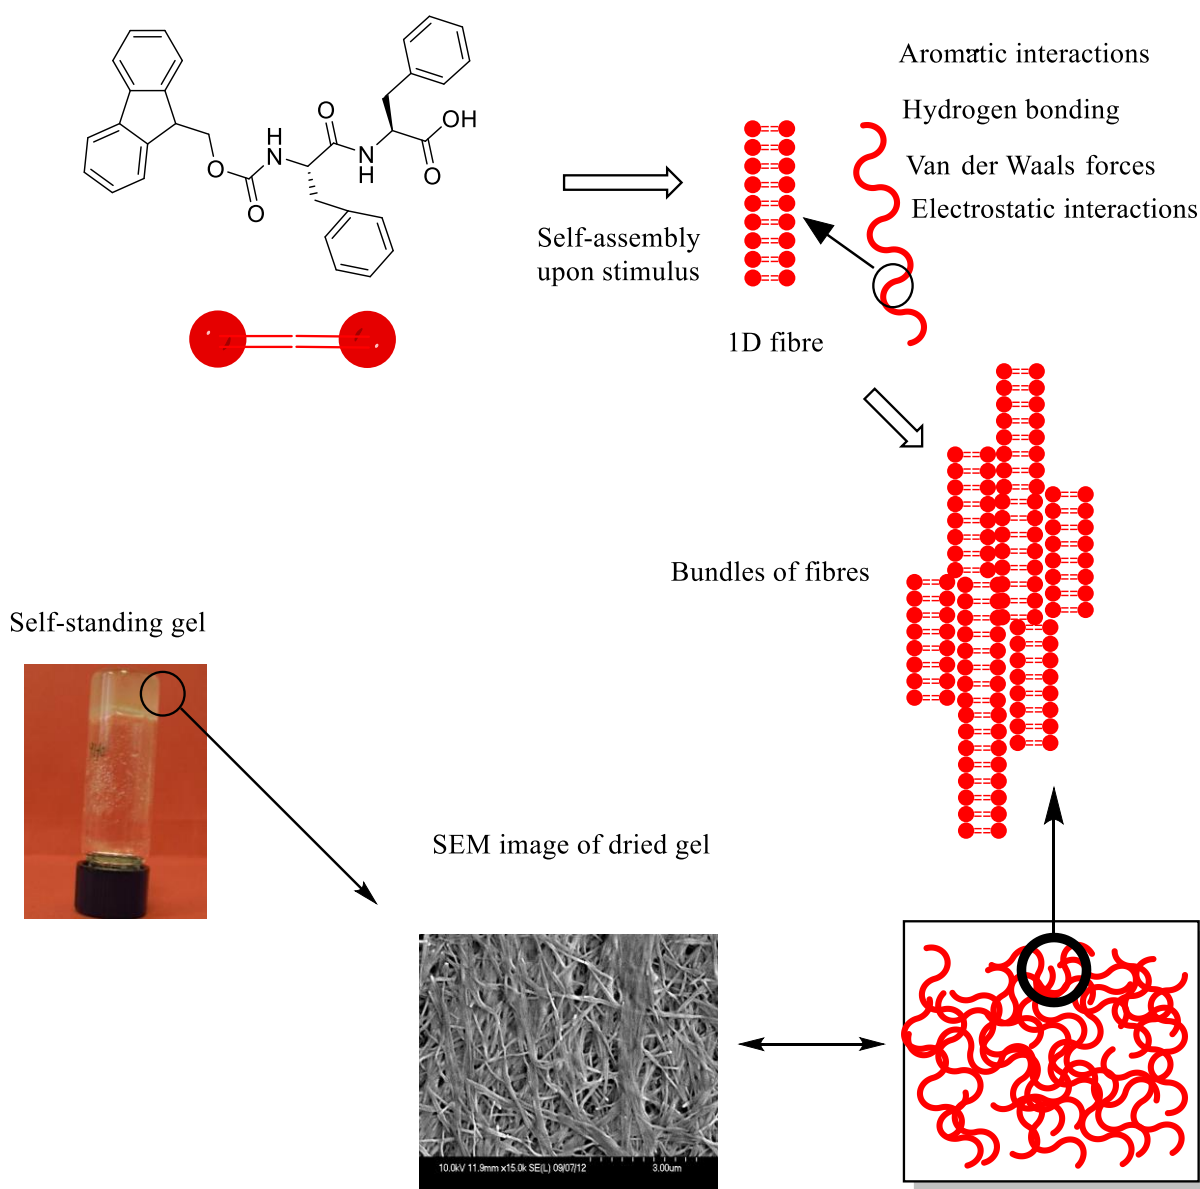 Aromatic interactions
Hydrogen bonding
Van der Waals forces
Electrostatic interactions
O
OH
H
N
O
N
H
O
O
O
Self-assembly
upon stimulus
1D fibre
Bundles of fibres
Self-standing gel
SEM image of dried gel
10.0kV 11.9mm x15.0k SE(L) 09/07/12
3.00um